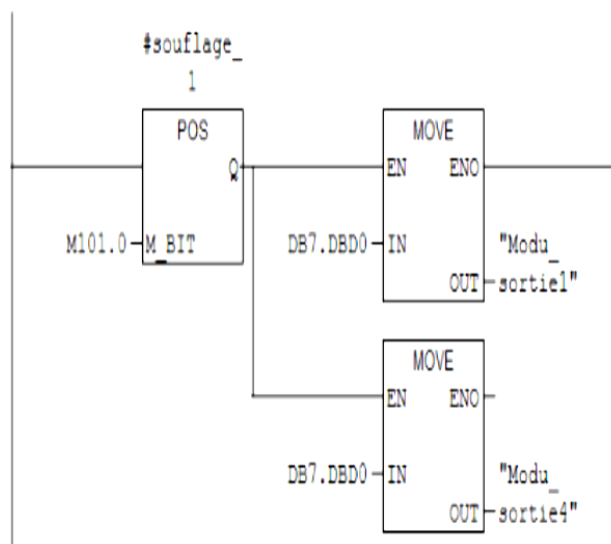 #souflage_
1
POS
Q
M101.0 M_BIT
MOVE
EN ENO
DB7.DBD0 IN "Modu_
OUT sortie1"
MOVE
EN ENO
DB7.DBD0 IN "Modu_
OUT sortie4"